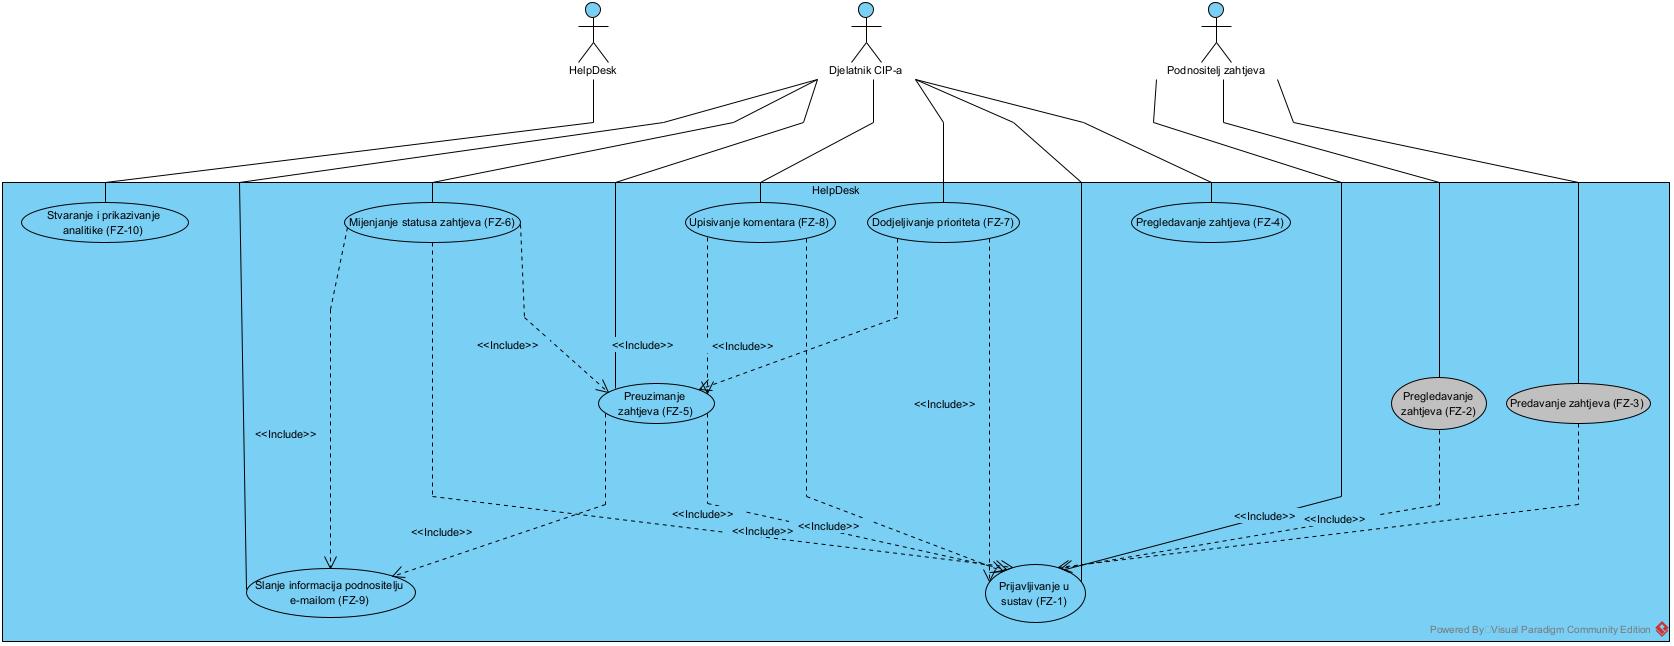 HelpDesk
Djelatnik CIP-a
Podnositelj zahtjeva
HelpDesk
Stvaranje i prikazivanje
analitike (FZ-10)
Mijenjanje statusa zahtjeva (FZ-6)
Upisivanje komentara (FZ-8)
Dodjeljivanje prioriteta (FZ-7)
Pregledavanje zahtjeva (FZ-4)
<<Include>>
<<Include>>
<<Include>>
Preuzimanje
zahtjeva (FZ-5)
<<Include>>
Pregledavanje
zahtjeva (FZ-2)
Predavanje zahtjeva (FZ-3)
<<Include>>
<<Include>>
<<Include>>
<<Include>>
<<Include>>
<<Include>>
<<Include>>
Slanje informacija podnositelju
e-mailom (FZ-9)
Prijavljivanje u
sustav (FZ-1)
Powered By Visual Paradigm Community Edition